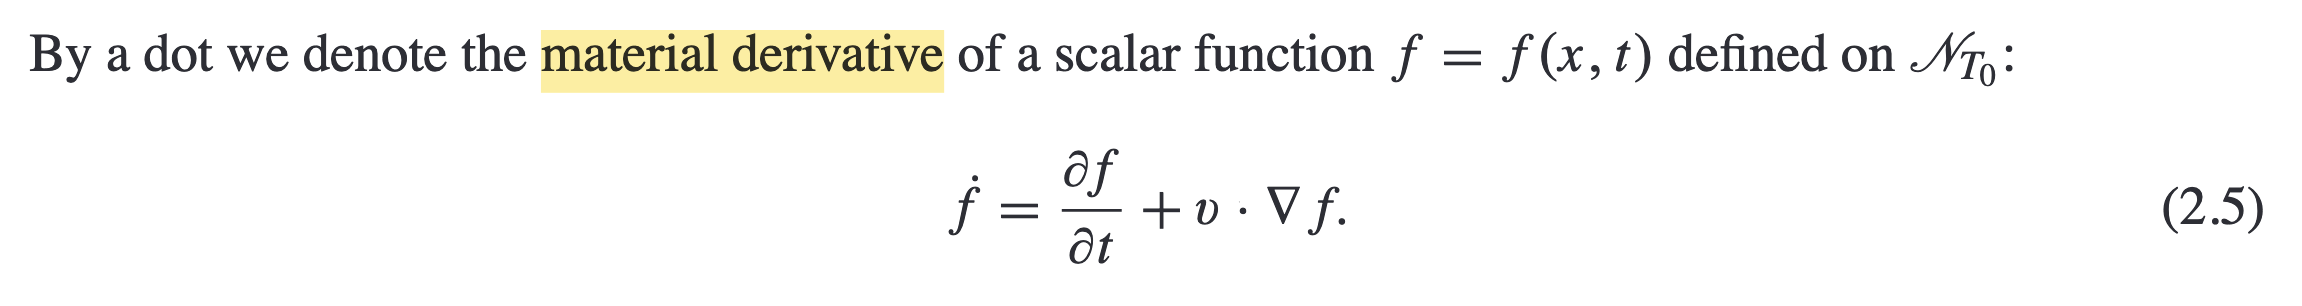 By a dot we denote the material derivative of a scalar function f = f(x, t) defined on 𝒩_{T_0}:
ḟ = ∂f/∂t + v · ∇f. (2.5)